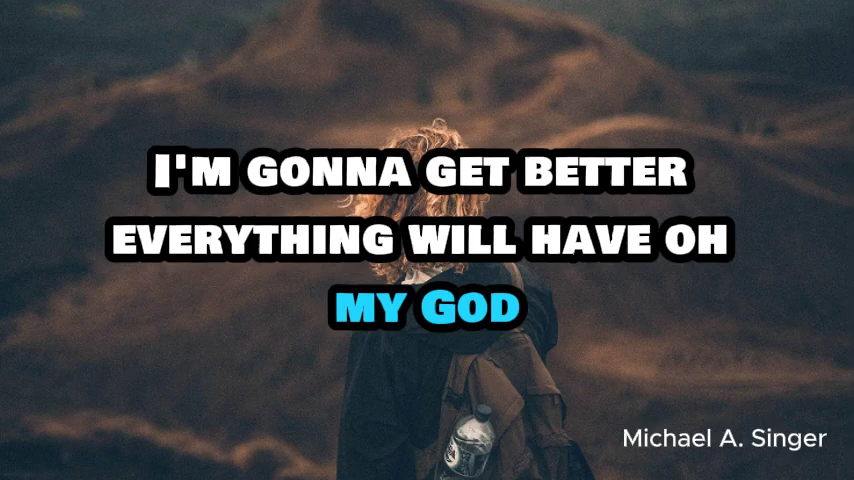 I'm gonna get better
everything will have oh
my God
Michael A. Singer